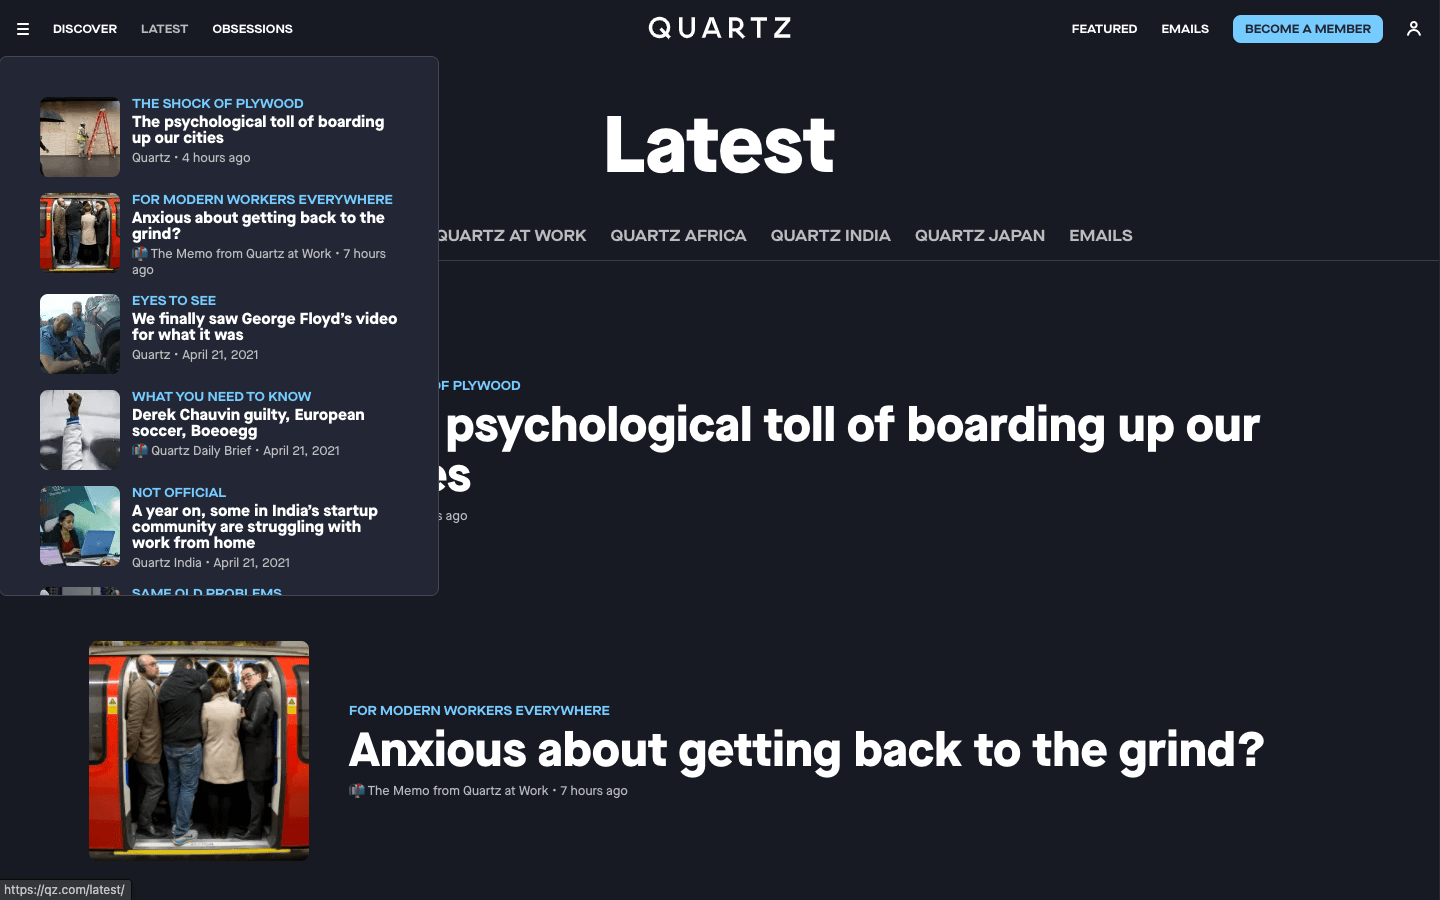 DISCOVER LATEST OBSESSIONS QUARTZ FEATURED EMAILS BECOME A MEMBER
THE SHOCK OF PLYWOOD
The psychological toll of boarding
up our cities
Quartz • 4 hours ago
FOR MODERN WORKERS EVERYWHERE
Anxious about getting back to the
grind?
The Memo from Quartz at Work • 7 hours
ago
EYES TO SEE
We finally saw George Floyd’s video
for what it was
Quartz • April 21, 2021
WHAT YOU NEED TO KNOW
Derek Chauvin guilty, European
soccer, Boeoegg
Quartz Daily Brief • April 21, 2021
NOT OFFICIAL
A year on, some in India’s startup
community are struggling with
work from home
Quartz India • April 21, 2021
SAME OLD PROBLEMS
Latest
QUARTZ AT WORK QUARTZ AFRICA QUARTZ INDIA QUARTZ JAPAN EMAILS
OF PLYWOOD
psychological toll of boarding up our
es
s ago
FOR MODERN WORKERS EVERYWHERE
Anxious about getting back to the grind?
The Memo from Quartz at Work • 7 hours ago
https://qz.com/latest/